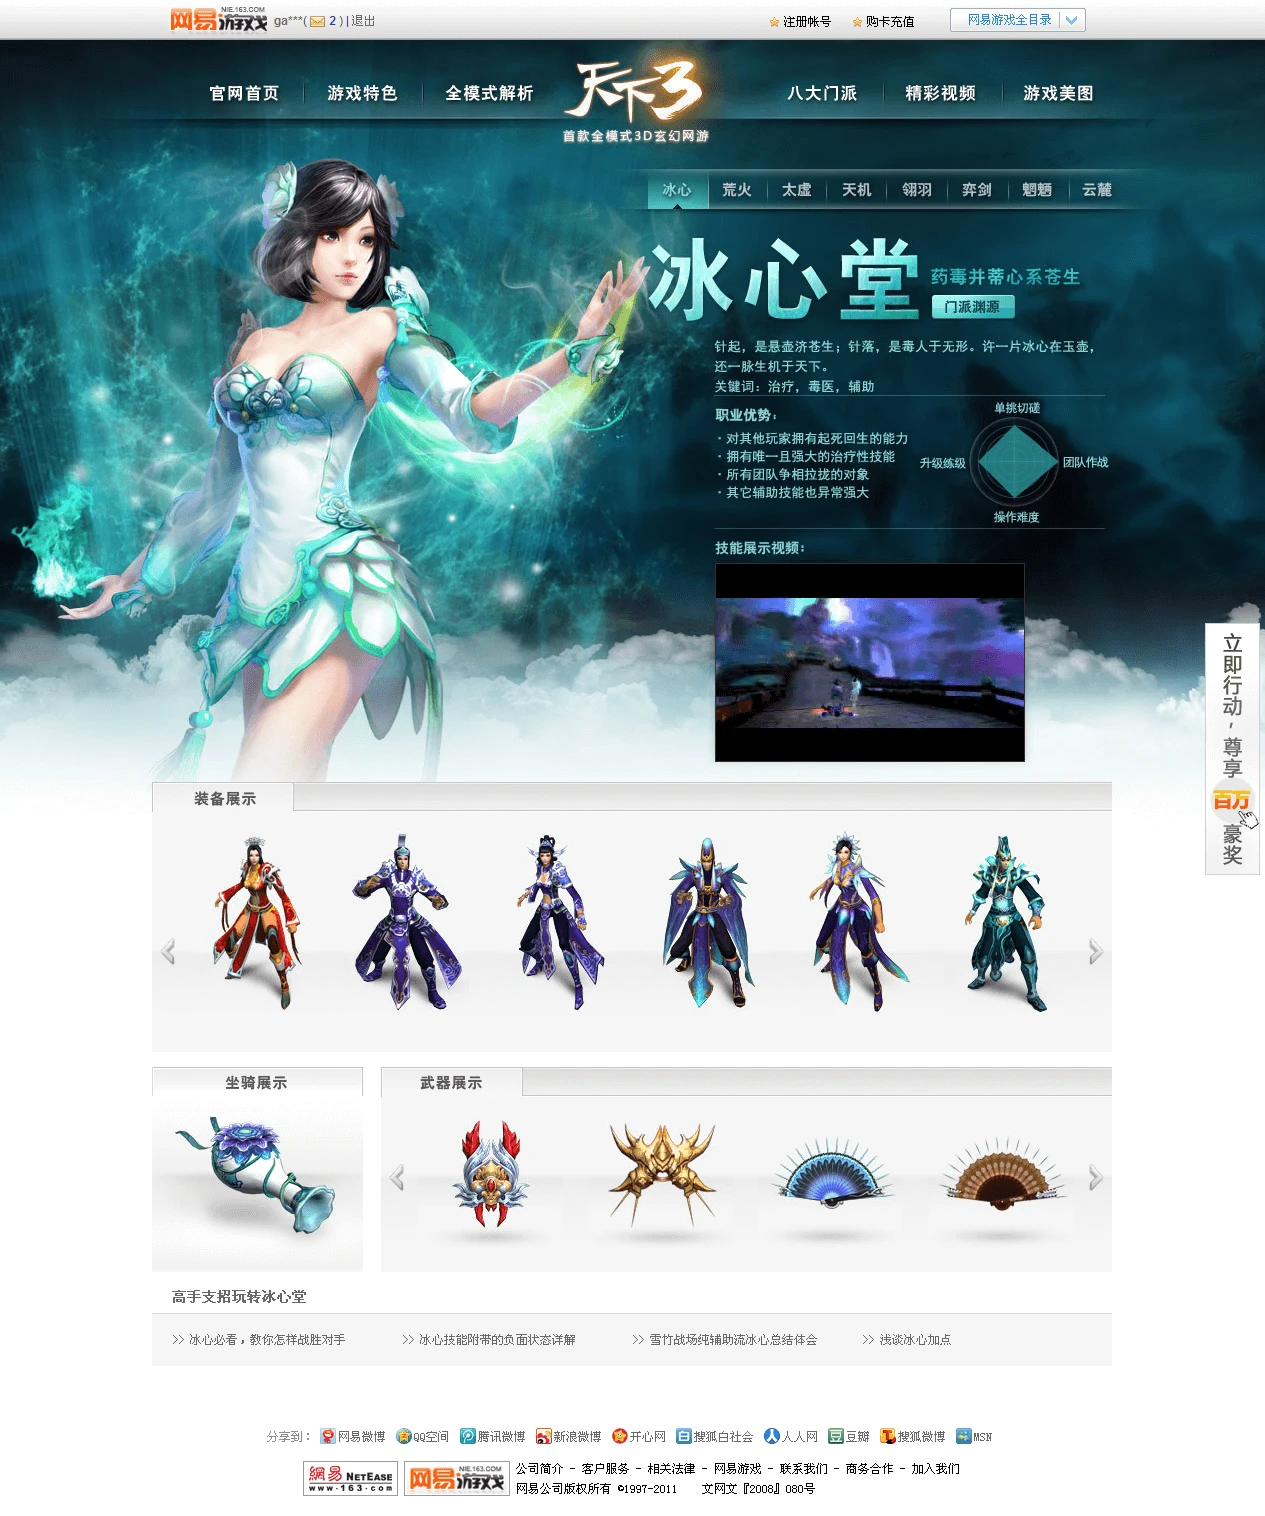 网易游戏 NIE.163.COM ga***( 2 ) | 退出 注册帐号 购卡充值 网易游戏全目录
官网首页 游戏特色 全模式解析 天下3 八大门派 精彩视频 游戏美图
首款全模式3D玄幻网游
冰心 荒火 太虚 天机 翎羽 弈剑 魍魉 云麓
冰心堂 药毒并蒂心系苍生
门派渊源
针起，是悬壶济苍生；针落，是毒人于无形。许一片冰心在玉壶，
还一脉生机于天下。
关键词：治疗，毒医，辅助
职业优势：
· 对其他玩家拥有起死回生的能力
· 拥有唯一且强大的治疗性技能
· 所有团队争相拉拢的对象
· 其它辅助技能也异常强大
单挑切磋
升级练级 团队作战
操作难度
技能展示视频：
立即行动，尊享百万豪奖
装备展示
坐骑展示 武器展示
高手支招玩转冰心堂
>> 冰心必看，教你怎样战胜对手 >> 冰心技能附带的负面状态详解 >> 雪竹战场纯辅助流冰心总结体会 >> 浅谈冰心加点
分享到： 网易微博 QQ空间 腾讯微博 新浪微博 开心网 搜狐白社会 人人网 豆瓣 搜狐微博 MSN
網易 NETEASE www.163.com 网易游戏 NIE.163.COM 公司简介 - 客户服务 - 相关法律 - 网易游戏 - 联系我们 - 商务合作 - 加入我们
网易公司版权所有 ©1997-2011 文网文『2008』080号